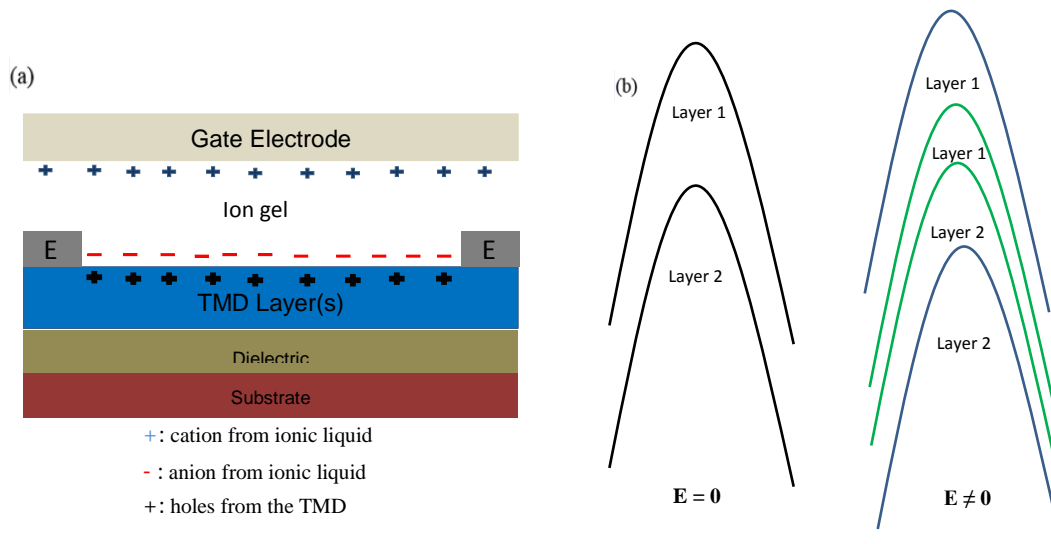 (a)
Gate Electrode
+ + + + + + + + + + +
Ion gel
E E
- - - - - - - - - -
+ + + + + + + + +
TMD Layer(s)
Dielectric
Substrate
+: cation from ionic liquid
- : anion from ionic liquid
+: holes from the TMD
(b)
Layer 1
Layer 2
E = 0
Layer 1
Layer 1
Layer 2
Layer 2
E ≠ 0